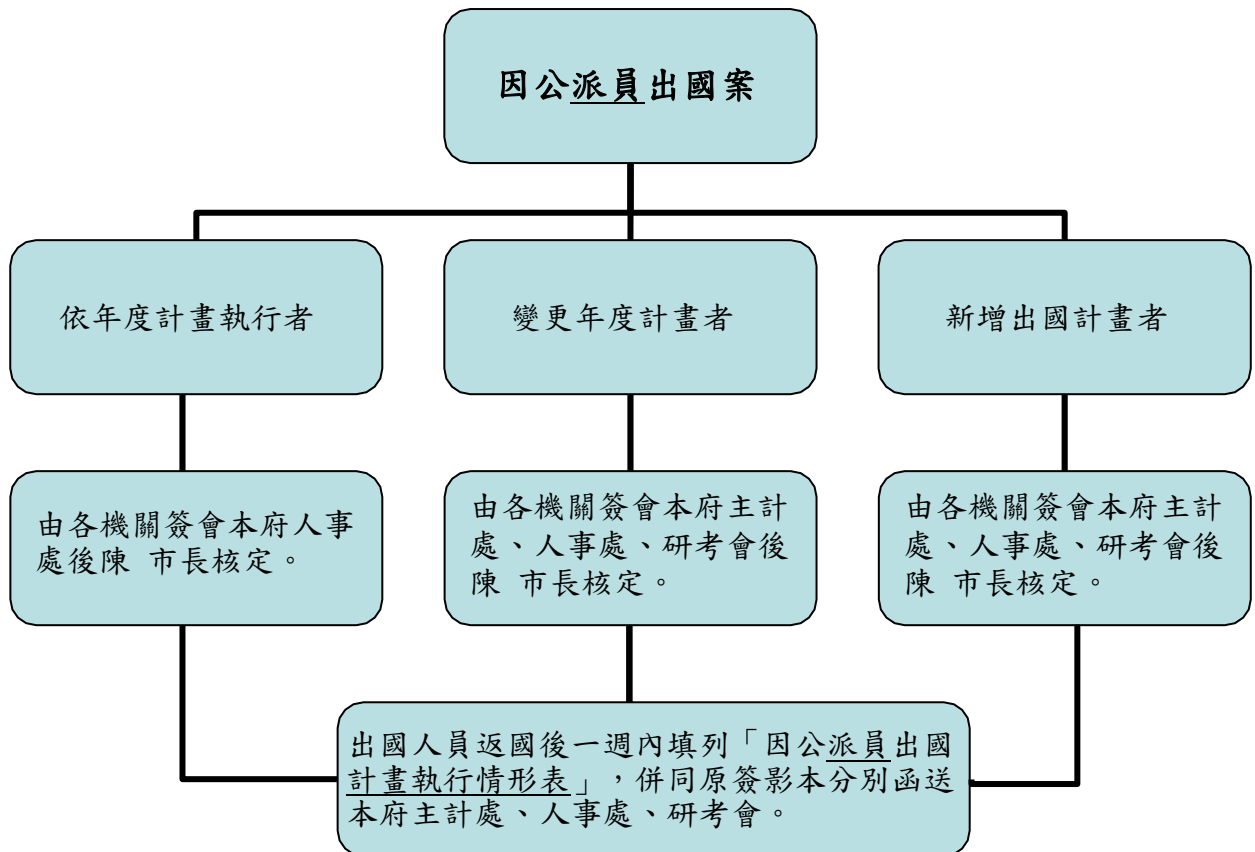 因公派員出國案
依年度計畫執行者
變更年度計畫者
新增出國計畫者
由各機關簽會本府人事
處後陳 市長核定。
由各機關簽會本府主計
處、人事處、研考會後
陳 市長核定。
由各機關簽會本府主計
處、人事處、研考會後
陳 市長核定。
出國人員返國後一週內填列「因公派員出國
計畫執行情形表」，併同原簽影本分別函送
本府主計處、人事處、研考會。